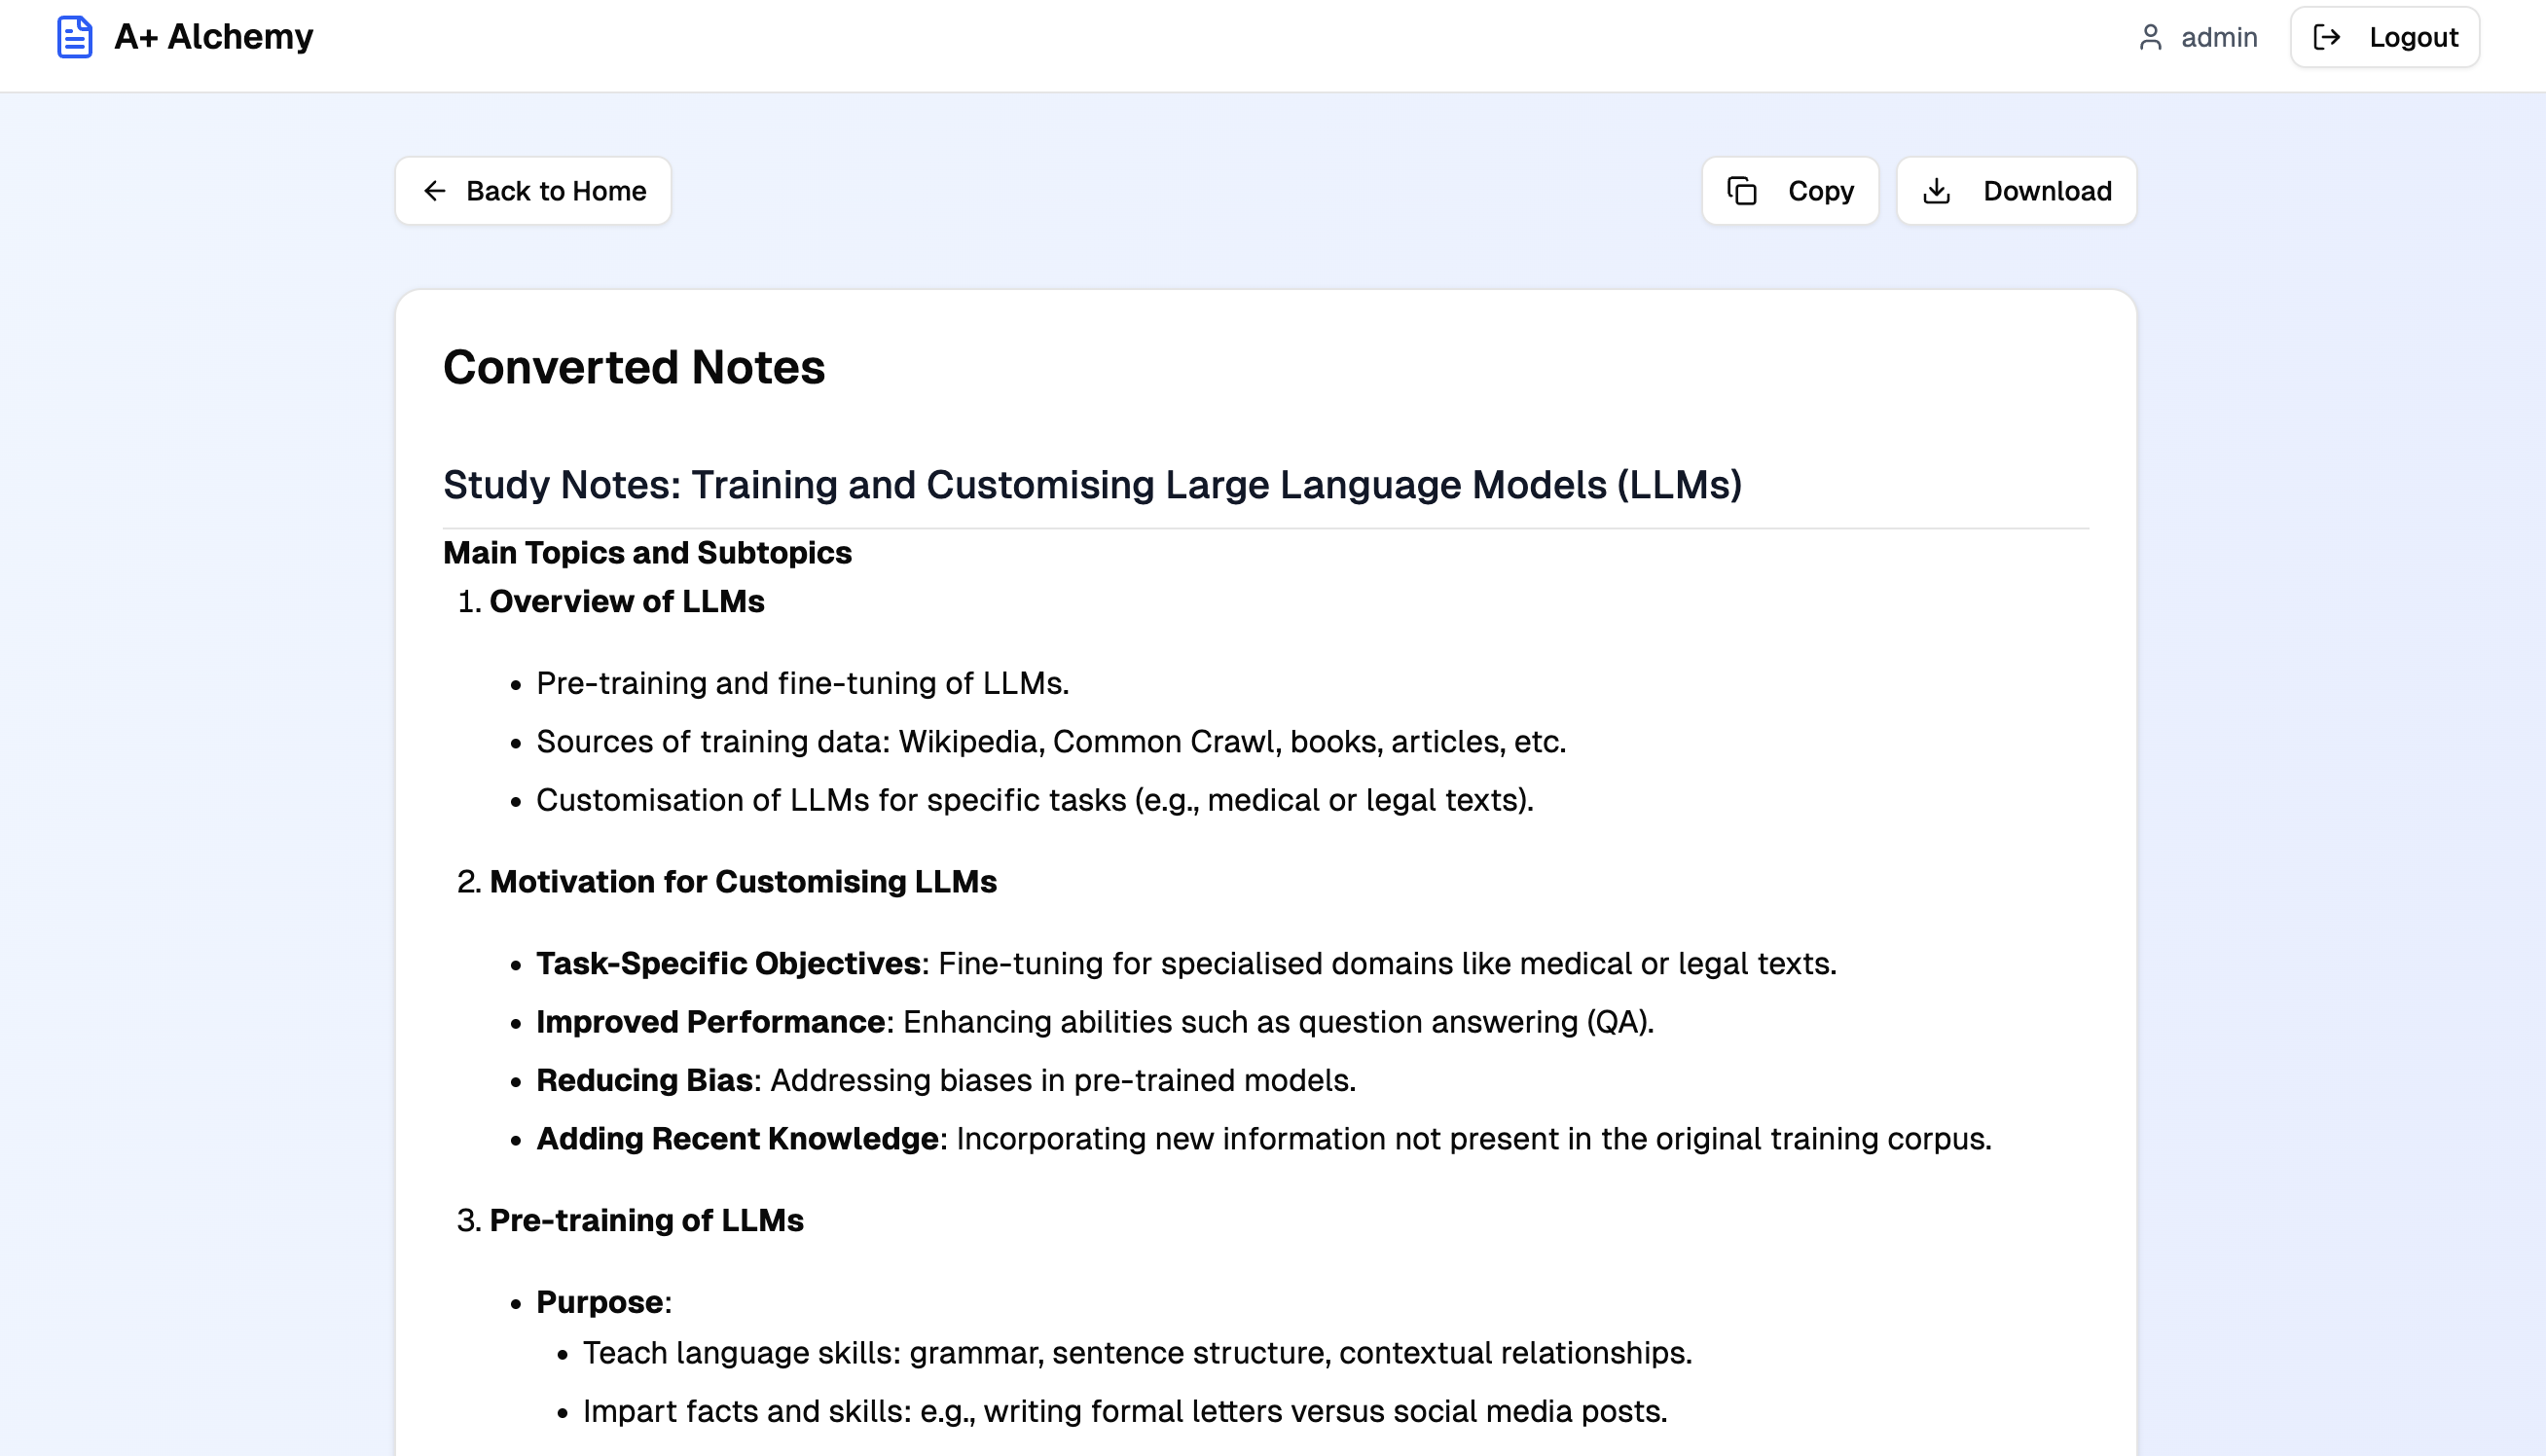 A+ Alchemy
admin
Logout
Back to Home
Copy
Download
Converted Notes
Study Notes: Training and Customising Large Language Models (LLMs)
Main Topics and Subtopics
1. Overview of LLMs
• Pre-training and fine-tuning of LLMs.
• Sources of training data: Wikipedia, Common Crawl, books, articles, etc.
• Customisation of LLMs for specific tasks (e.g., medical or legal texts).
2. Motivation for Customising LLMs
• Task-Specific Objectives: Fine-tuning for specialised domains like medical or legal texts.
• Improved Performance: Enhancing abilities such as question answering (QA).
• Reducing Bias: Addressing biases in pre-trained models.
• Adding Recent Knowledge: Incorporating new information not present in the original training corpus.
3. Pre-training of LLMs
• Purpose:
• Teach language skills: grammar, sentence structure, contextual relationships.
• Impart facts and skills: e.g., writing formal letters versus social media posts.